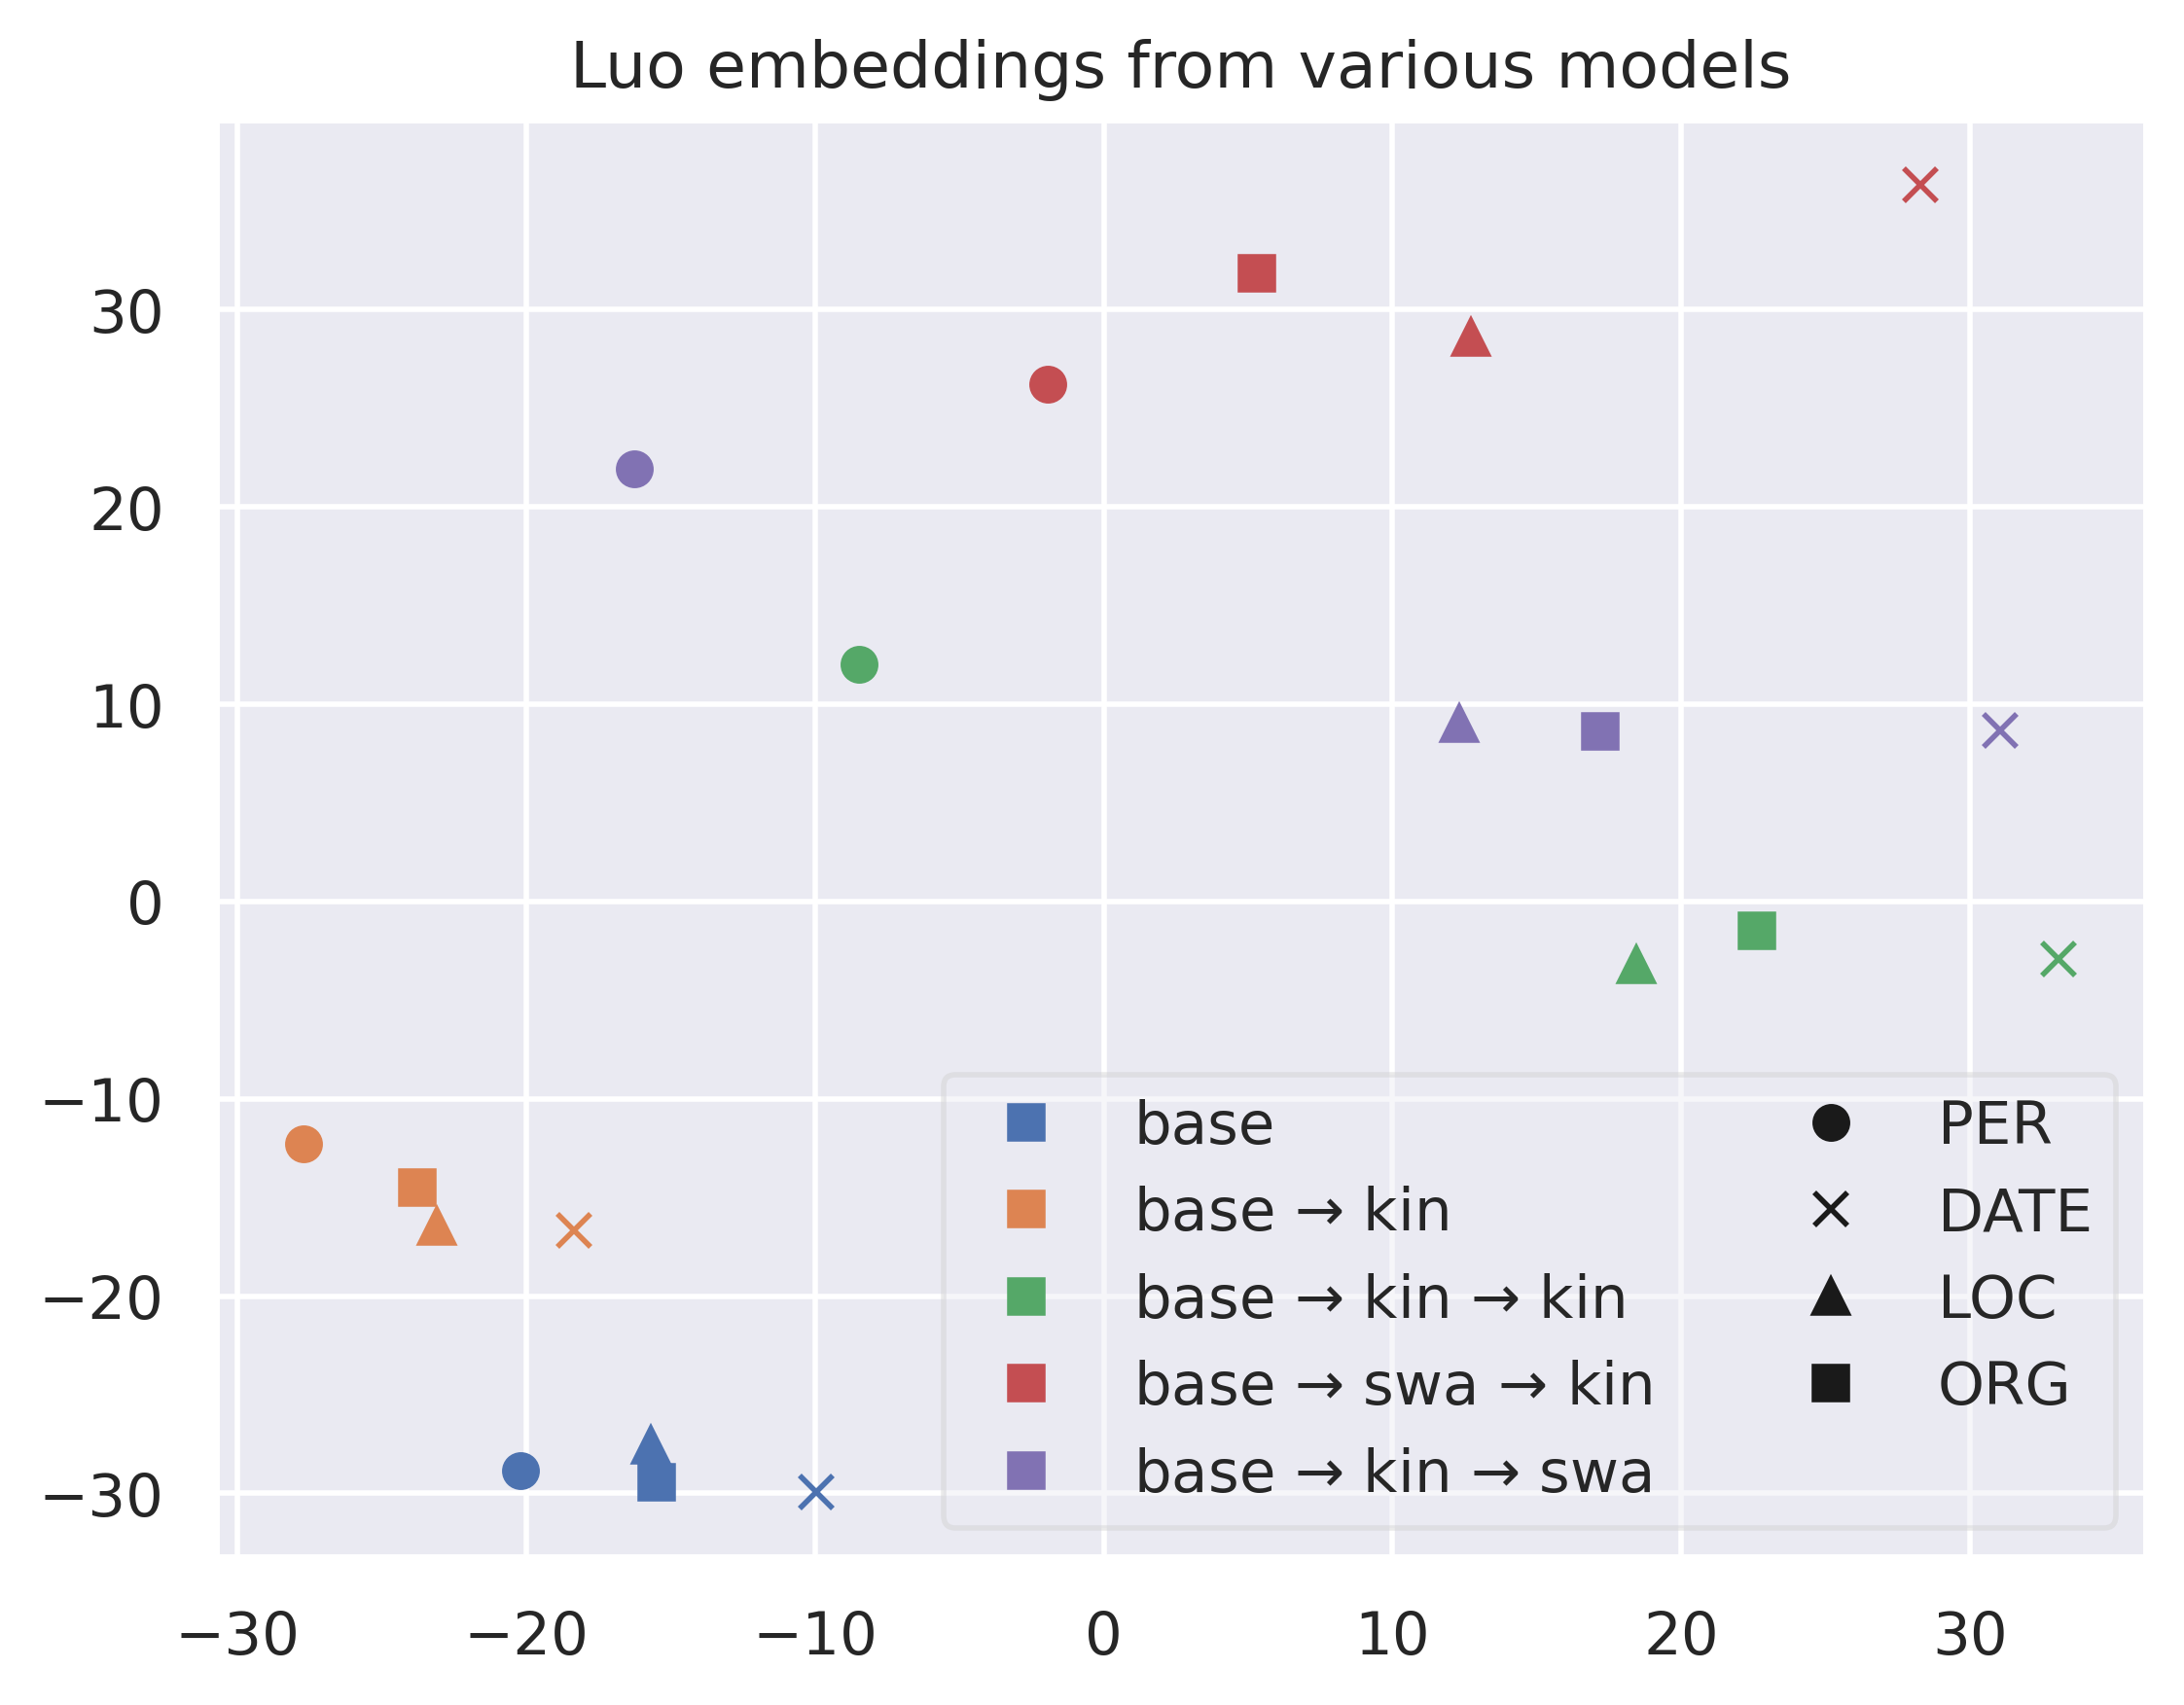 Luo embeddings from various models
30
20
10
0
−10
−20
−30
base
base → kin
base → kin → kin
base → swa → kin
base → kin → swa
PER
DATE
LOC
ORG
−30 −20 −10 0 10 20 30